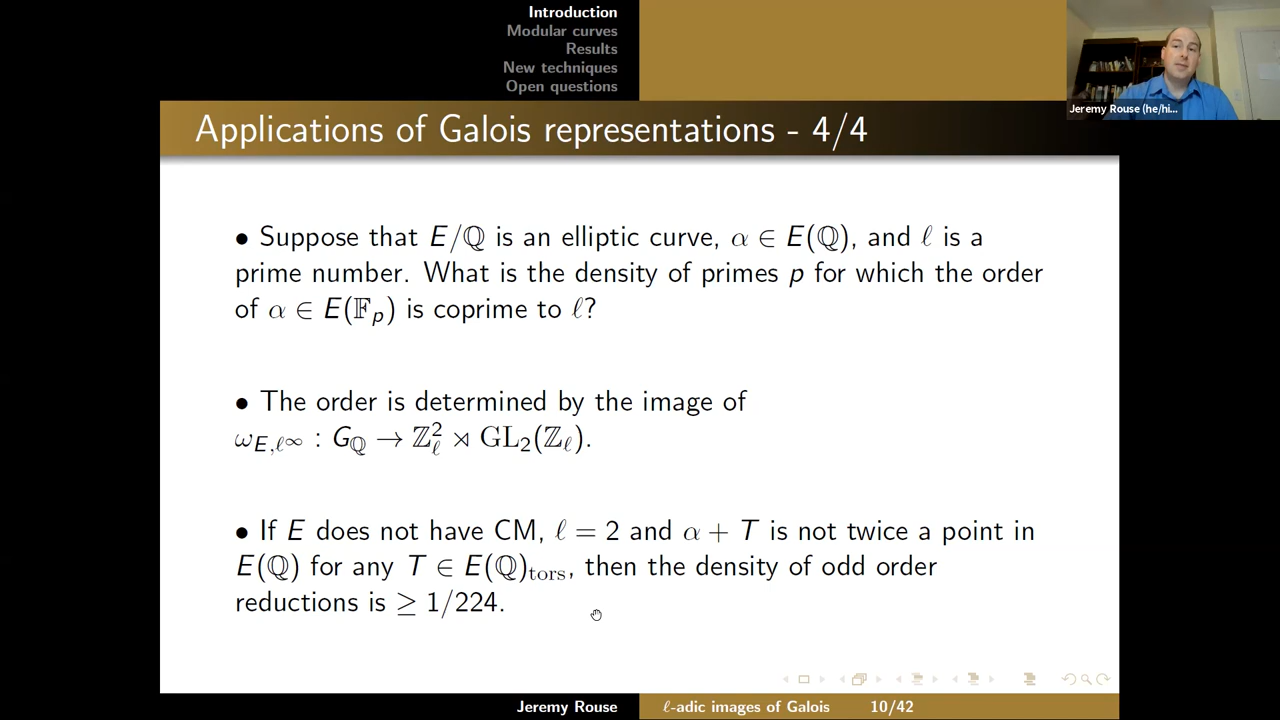 Introduction
Modular curves
Results
New techniques
Open questions
Jeremy Rouse (he/hi...
Applications of Galois representations - 4/4
• Suppose that E/ℚ is an elliptic curve, α ∈ E(ℚ), and ℓ is a
prime number. What is the density of primes p for which the order
of α ∈ E(𝔽ₚ) is coprime to ℓ?
• The order is determined by the image of
ω_{E,ℓ^∞} : G_ℚ → ℤ_ℓ^2 ⋊ GL₂(ℤ_ℓ).
• If E does not have CM, ℓ = 2 and α + T is not twice a point in
E(ℚ) for any T ∈ E(ℚ)_{tors}, then the density of odd order
reductions is ≥ 1/224.
Jeremy Rouse
ℓ-adic images of Galois
10/42